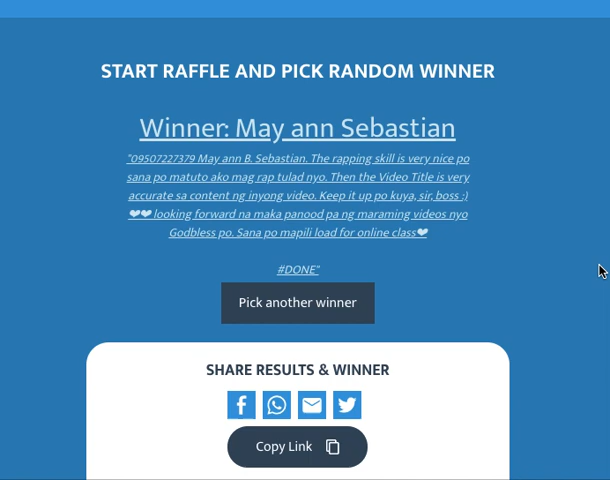 START RAFFLE AND PICK RANDOM WINNER
Winner: May ann Sebastian
"09507227379 May ann B. Sebastian. The rapping skill is very nice po
sana po matuto ako mag rap tulad nyo. Then the Video Title is very
accurate sa content ng inyong video. Keep it up po kuya, sir, boss :)
❤❤ looking forward na maka panood pa ng maraming videos nyo
Godbless po. Sana po mapili load for online class❤
#DONE"
Pick another winner
SHARE RESULTS & WINNER
Copy Link